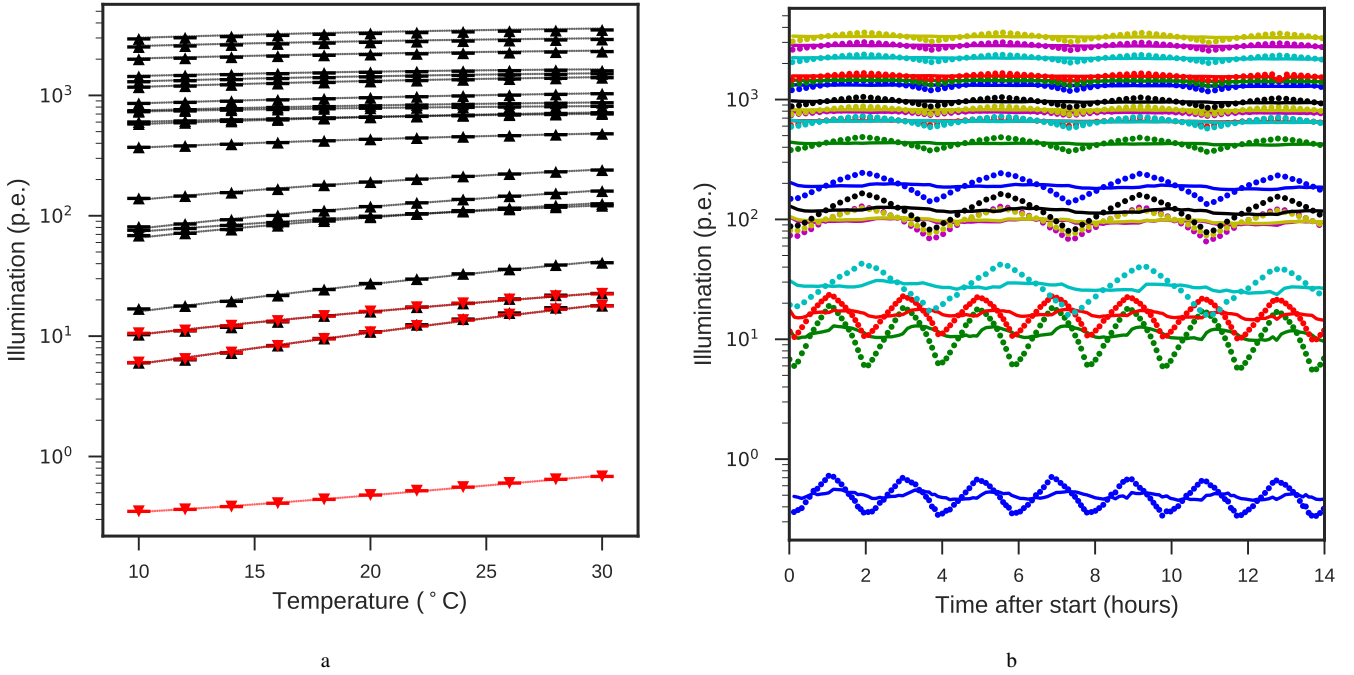 Illumination (p.e.)
10³
10²
10¹
10⁰
10 15 20 25 30
Temperature ( °C)
a
Illumination (p.e.)
10³
10²
10¹
10⁰
0 2 4 6 8 10 12 14
Time after start (hours)
b